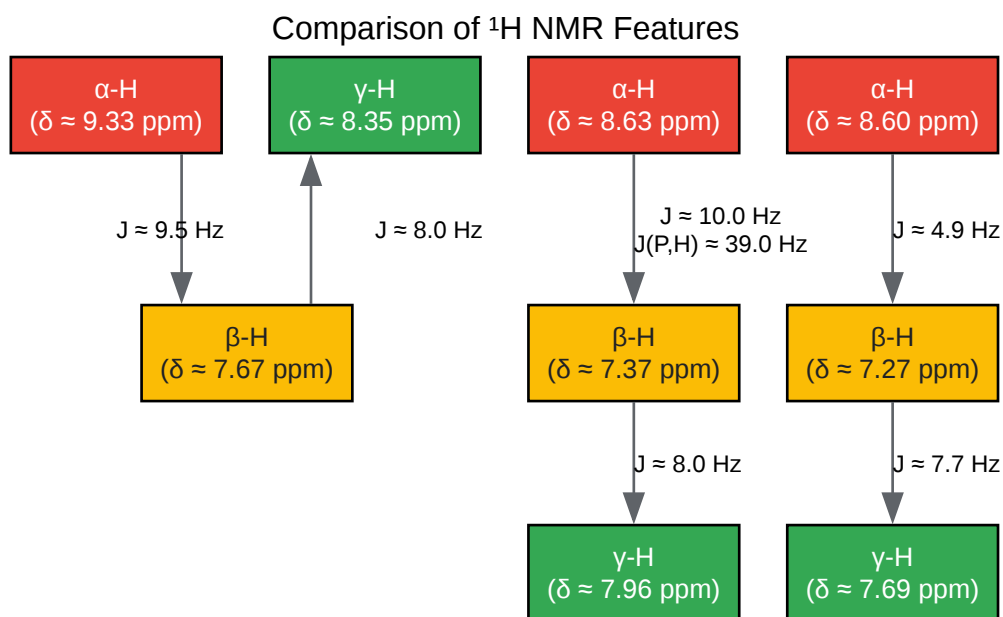 Comparison of ¹H NMR Features
α-H
(δ ≈ 9.33 ppm)
γ-H
(δ ≈ 8.35 ppm)
α-H
(δ ≈ 8.63 ppm)
α-H
(δ ≈ 8.60 ppm)
J ≈ 9.5 Hz
J ≈ 8.0 Hz
J ≈ 10.0 Hz
J(P,H) ≈ 39.0 Hz
J ≈ 4.9 Hz
β-H
(δ ≈ 7.67 ppm)
β-H
(δ ≈ 7.37 ppm)
β-H
(δ ≈ 7.27 ppm)
J ≈ 8.0 Hz
J ≈ 7.7 Hz
γ-H
(δ ≈ 7.96 ppm)
γ-H
(δ ≈ 7.69 ppm)